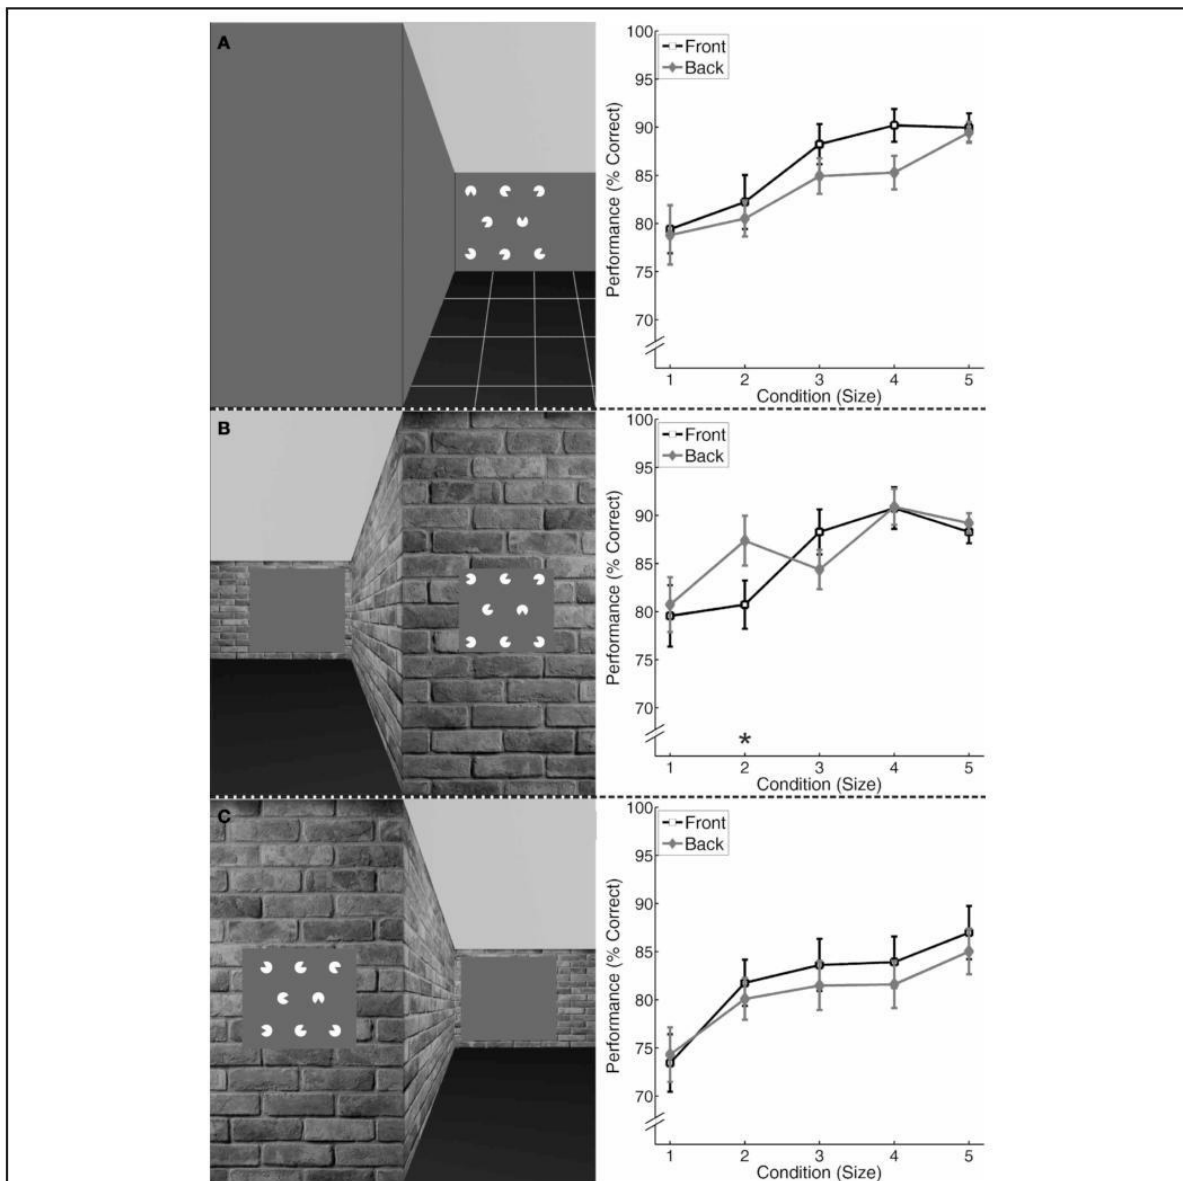 A
100
Front
Back
95
90
85
80
75
70
Performance (% Correct)
1 2 3 4 5
Condition (Size)
B
100
Front
Back
95
90
85
80
75
70
Performance (% Correct)
*
1 2 3 4 5
Condition (Size)
C
100
Front
Back
95
90
85
80
75
70
Performance (% Correct)
1 2 3 4 5
Condition (Size)